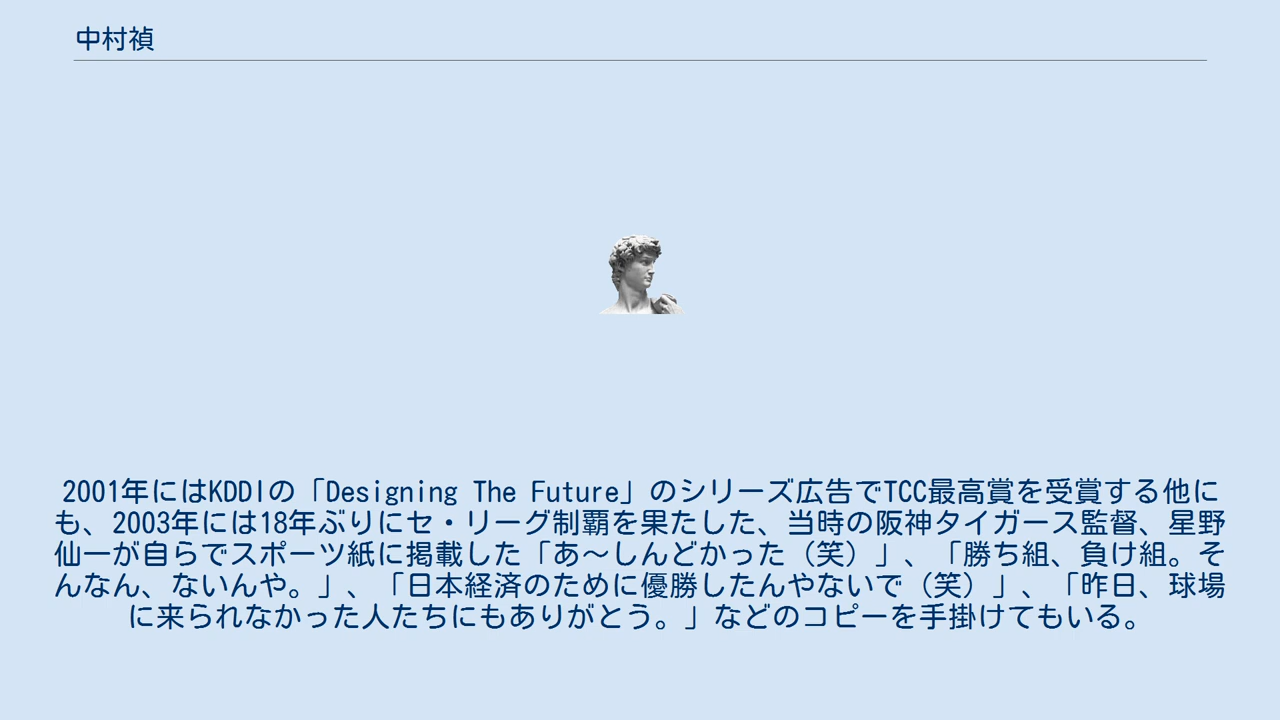 中村禎
2001年にはKDDIの「Designing The Future」のシリーズ広告でTCC最高賞を受賞する他に
も、2003年には18年ぶりにセ・リーグ制覇を果たした、当時の阪神タイガース監督、星野
仙一が自らでスポーツ紙に掲載した「あ〜しんどかった（笑）」、「勝ち組、負け組。そ
んなん、ないんや。」、「日本経済のために優勝したんやないで（笑）」、「昨日、球場
に来られなかった人たちにもありがとう。」などのコピーを手掛けてもいる。